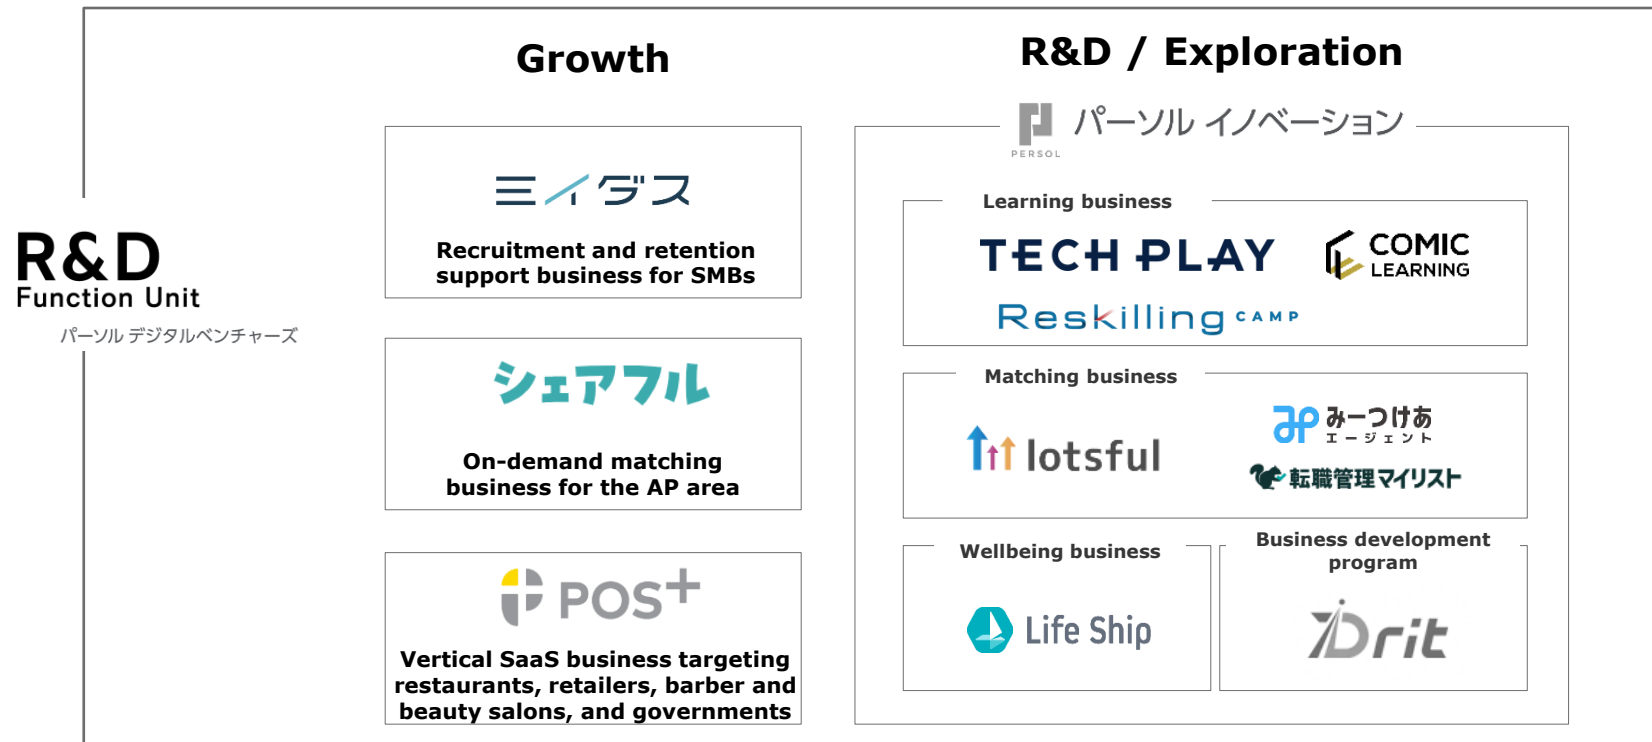 R&D
Function Unit
パーソル デジタルベンチャーズ
Growth
ミイダス
Recruitment and retention
support business for SMBs
シェアフル
On-demand matching
business for the AP area
POS+
Vertical SaaS business targeting
restaurants, retailers, barber and
beauty salons, and governments
R&D / Exploration
PERSOL
パーソル イノベーション
Learning business
TECH PLAY
COMIC
LEARNING
Reskilling CAMP
Matching business
lotsful
みーつけあ
エージェント
転職管理マイリスト
Wellbeing business
Life Ship
Business development
program
Drit